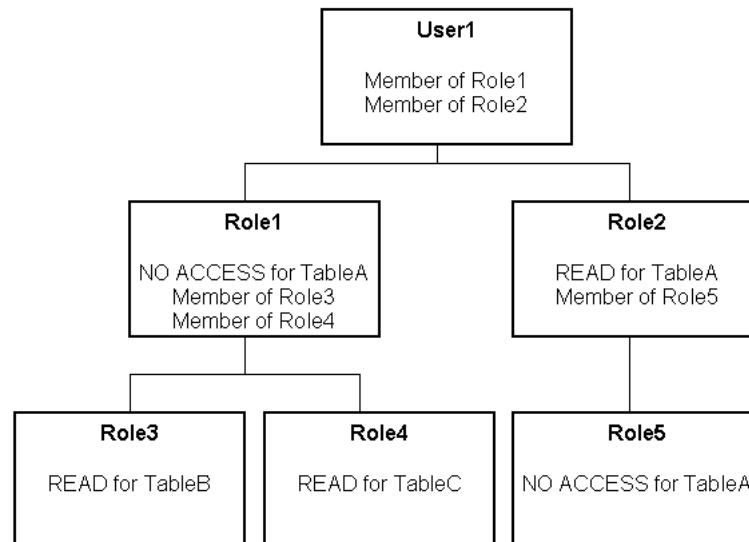 User1
Member of Role1
Member of Role2
Role1
NO ACCESS for TableA
Member of Role3
Member of Role4
Role2
READ for TableA
Member of Role5
Role3
READ for TableB
Role4
READ for TableC
Role5
NO ACCESS for TableA